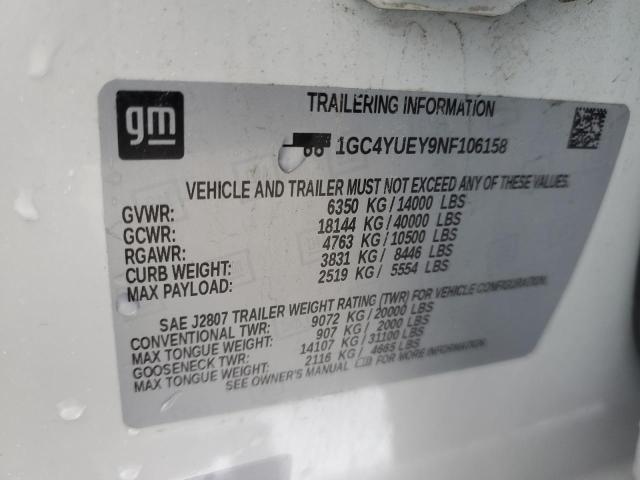 gm
TRAILERING INFORMATION
1GC4YUEY9NF106158
VEHICLE AND TRAILER MUST NOT EXCEED ANY OF THESE VALUES.
GVWR: 6350 KG/14000 LBS
GCWR: 18144 KG/40000 LBS
RGAWR: 4763 KG/10500 LBS
CURB WEIGHT: 3831 KG/ 8446 LBS
MAX PAYLOAD: 2519 KG/ 5554 LBS
SAE J2807 TRAILER WEIGHT RATING (TWR) FOR VEHICLE CONFIGURATION:
CONVENTIONAL TWR: 9072 KG/20000 LBS
MAX TONGUE WEIGHT: 907 KG/ 2000 LBS
GOOSENECK TWR: 14107 KG/31100 LBS
MAX TONGUE WEIGHT: 2116 KG/ 4665 LBS
SEE OWNER'S MANUAL FOR MORE INFORMATION.